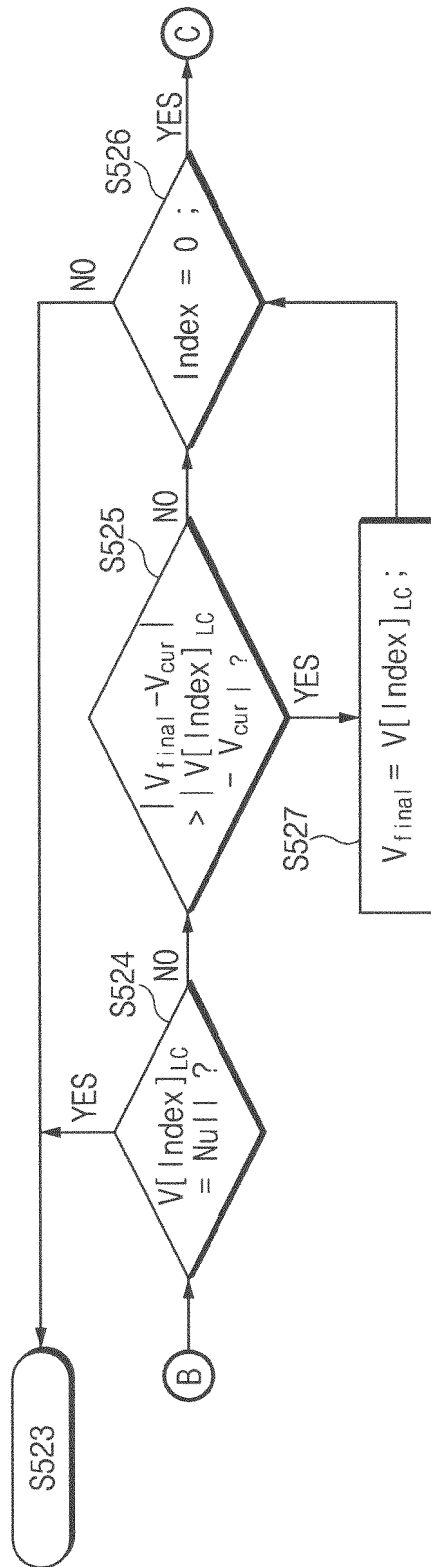 S523
B
S524
V[Index]LC
= Null ?
YES
NO
S525
| Vfinal -Vcur |
> | V[Index]LC
- Vcur | ?
NO
YES
S526
Index = 0 ;
NO
YES
C
S527
Vfinal = V[Index]LC;